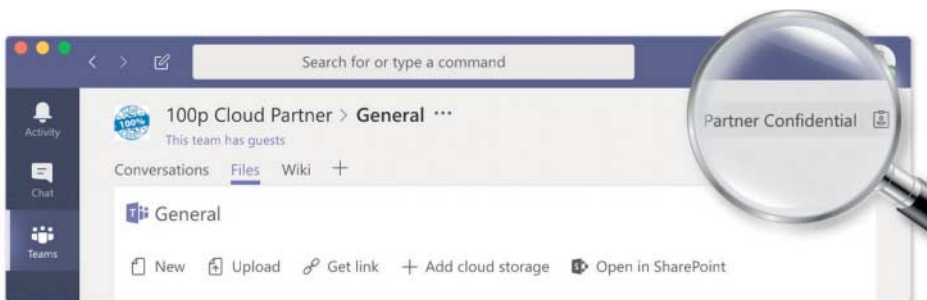 Search for or type a command
Activity
Chat
Teams
100%
100p Cloud Partner > General ...
This team has guests
Partner Confidential
Conversations Files Wiki +
General
New Upload Get link + Add cloud storage Open in SharePoint